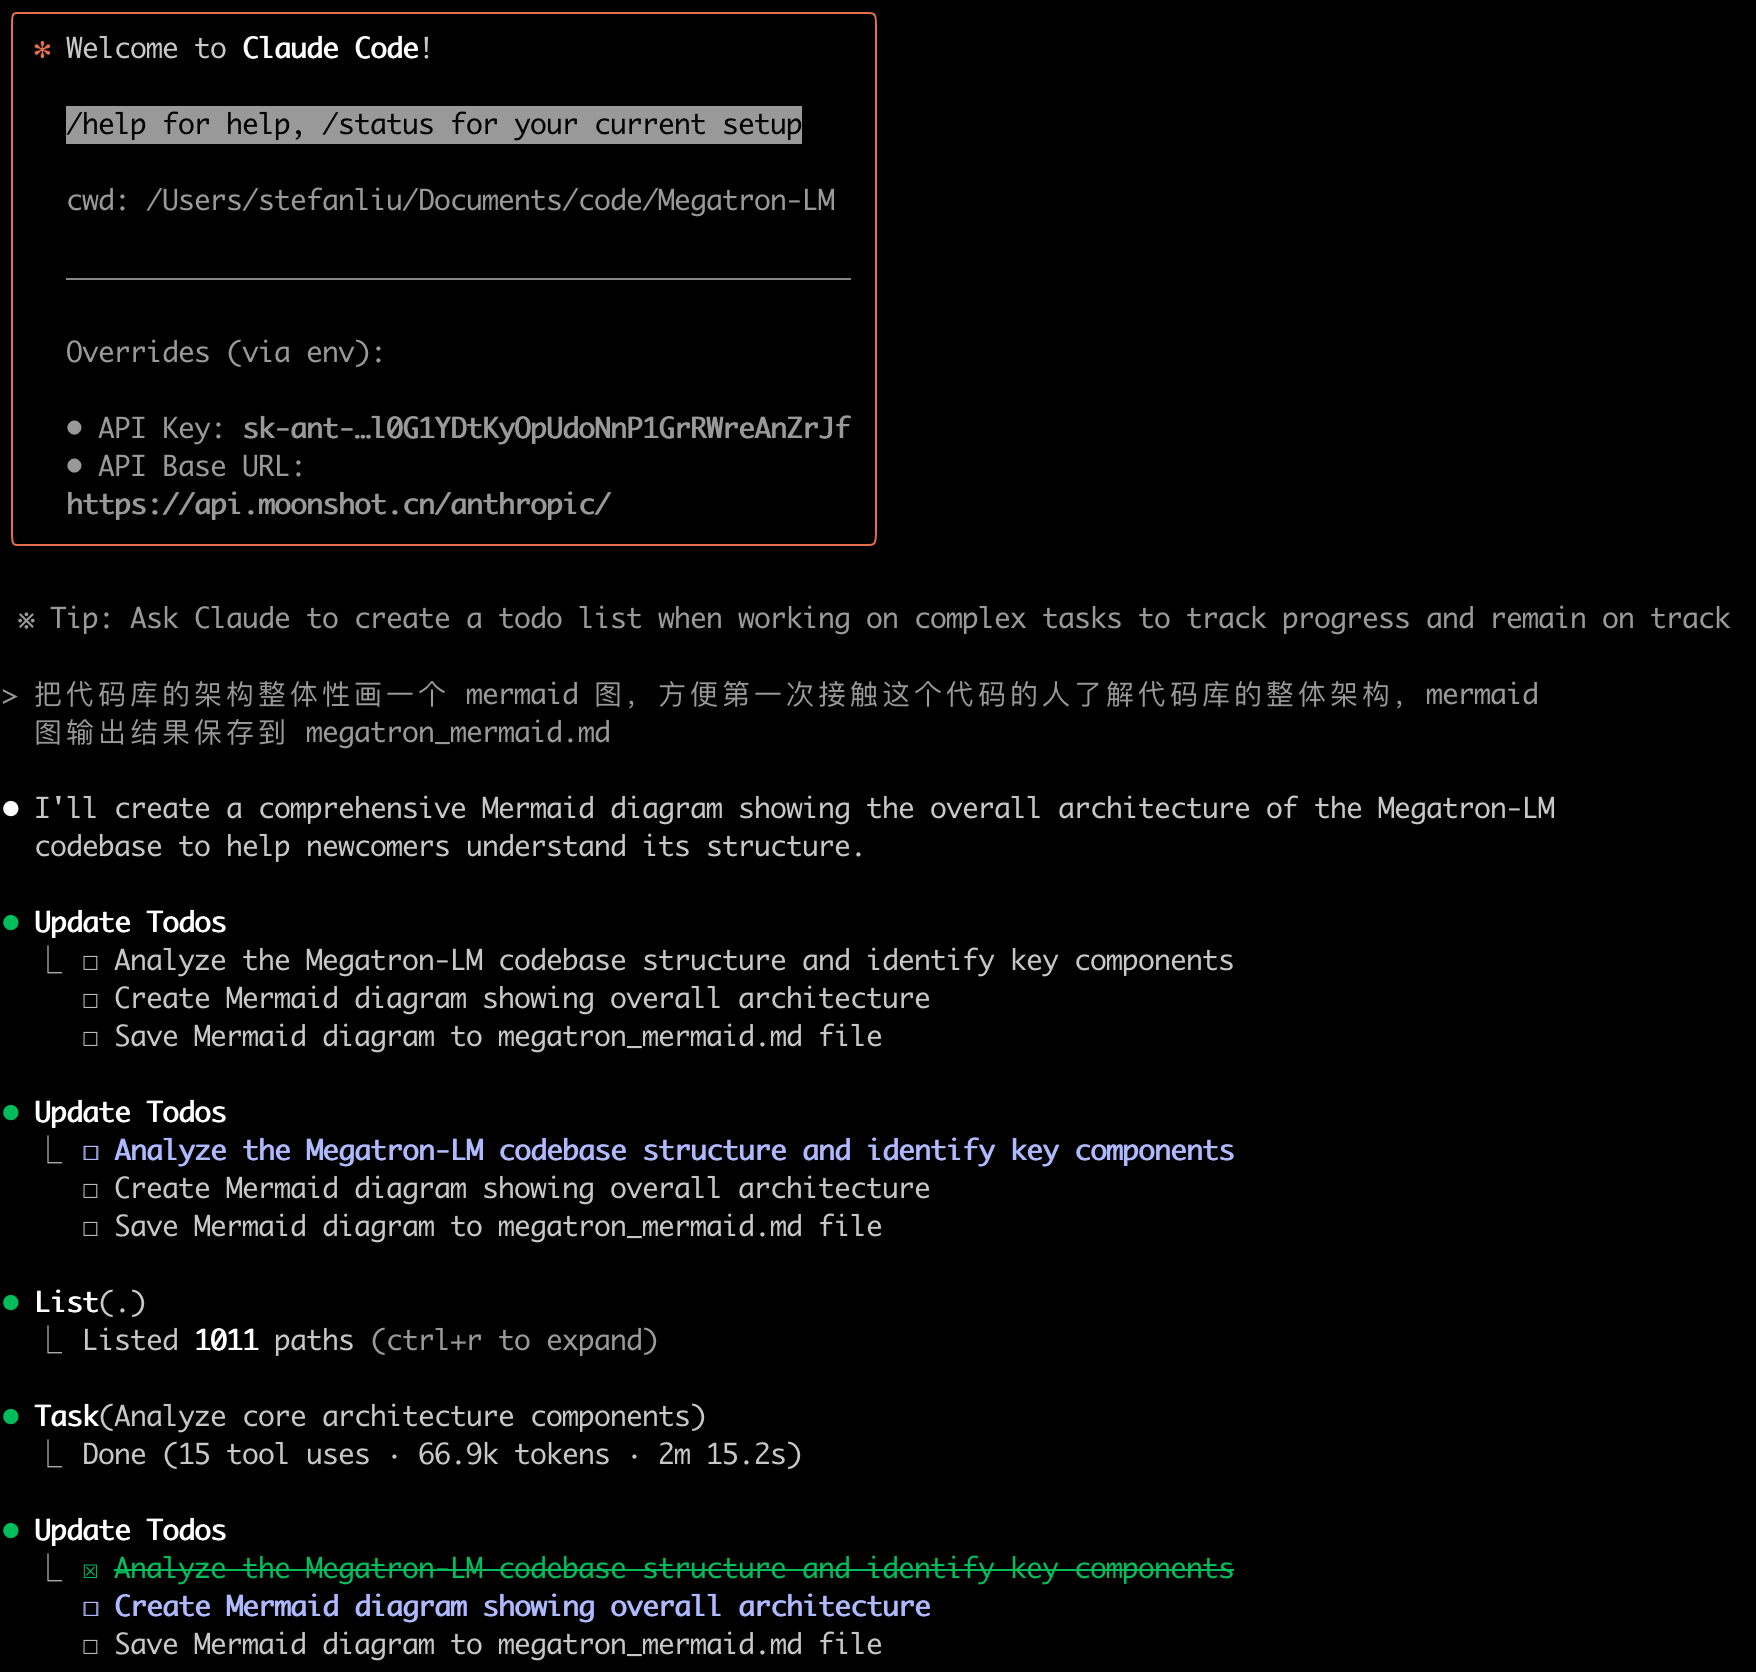 ✻ Welcome to Claude Code!
/help for help, /status for your current setup
cwd: /Users/stefanliu/Documents/code/Megatron-LM
Overrides (via env):
● API Key: sk-ant-…l0G1YDtKyOpUdoNnP1GrRWreAnZrJf
● API Base URL:
https://api.moonshot.cn/anthropic/
※ Tip: Ask Claude to create a todo list when working on complex tasks to track progress and remain on track
> 把代码库的架构整体性画一个 mermaid 图，方便第一次接触这个代码的人了解代码库的整体架构，mermaid
图输出结果保存到 megatron_mermaid.md
● I'll create a comprehensive Mermaid diagram showing the overall architecture of the Megatron-LM
codebase to help newcomers understand its structure.
● Update Todos
⎿ ☐ Analyze the Megatron-LM codebase structure and identify key components
☐ Create Mermaid diagram showing overall architecture
☐ Save Mermaid diagram to megatron_mermaid.md file
● Update Todos
⎿ ☐ Analyze the Megatron-LM codebase structure and identify key components
☐ Create Mermaid diagram showing overall architecture
☐ Save Mermaid diagram to megatron_mermaid.md file
● List(.)
⎿ Listed 1011 paths (ctrl+r to expand)
● Task(Analyze core architecture components)
⎿ Done (15 tool uses · 66.9k tokens · 2m 15.2s)
● Update Todos
⎿ ☒ Analyze the Megatron-LM codebase structure and identify key components
☐ Create Mermaid diagram showing overall architecture
☐ Save Mermaid diagram to megatron_mermaid.md file